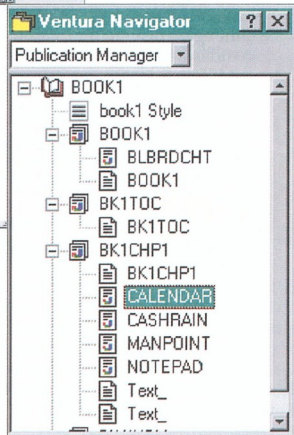 Ventura Navigator
Publication Manager
BOOK1
book1 Style
BOOK1
BLBRDCHT
BOOK1
BK1TOC
BK1TOC
BK1CHP1
BK1CHP1
CALENDAR
CASHRAIN
MANPOINT
NOTEPAD
Text_
Text_